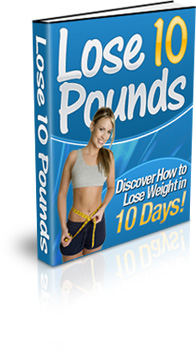 Lose 10
Pounds
Discover How to
Lose Weight in
10 Days!
Lose 10 Pounds